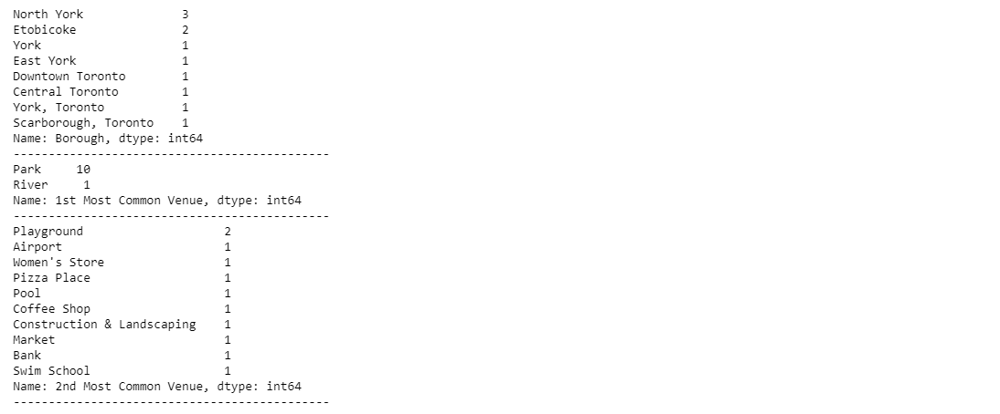 North York              3
Etobicoke               2
York                    1
East York               1
Downtown Toronto        1
Central Toronto         1
York, Toronto           1
Scarborough, Toronto    1
Name: Borough, dtype: int64
---------------------------------------------
Park     10
River     1
Name: 1st Most Common Venue, dtype: int64
---------------------------------------------
Playground                    2
Airport                       1
Women's Store                 1
Pizza Place                   1
Pool                          1
Coffee Shop                   1
Construction & Landscaping    1
Market                        1
Bank                          1
Swim School                   1
Name: 2nd Most Common Venue, dtype: int64
---------------------------------------------